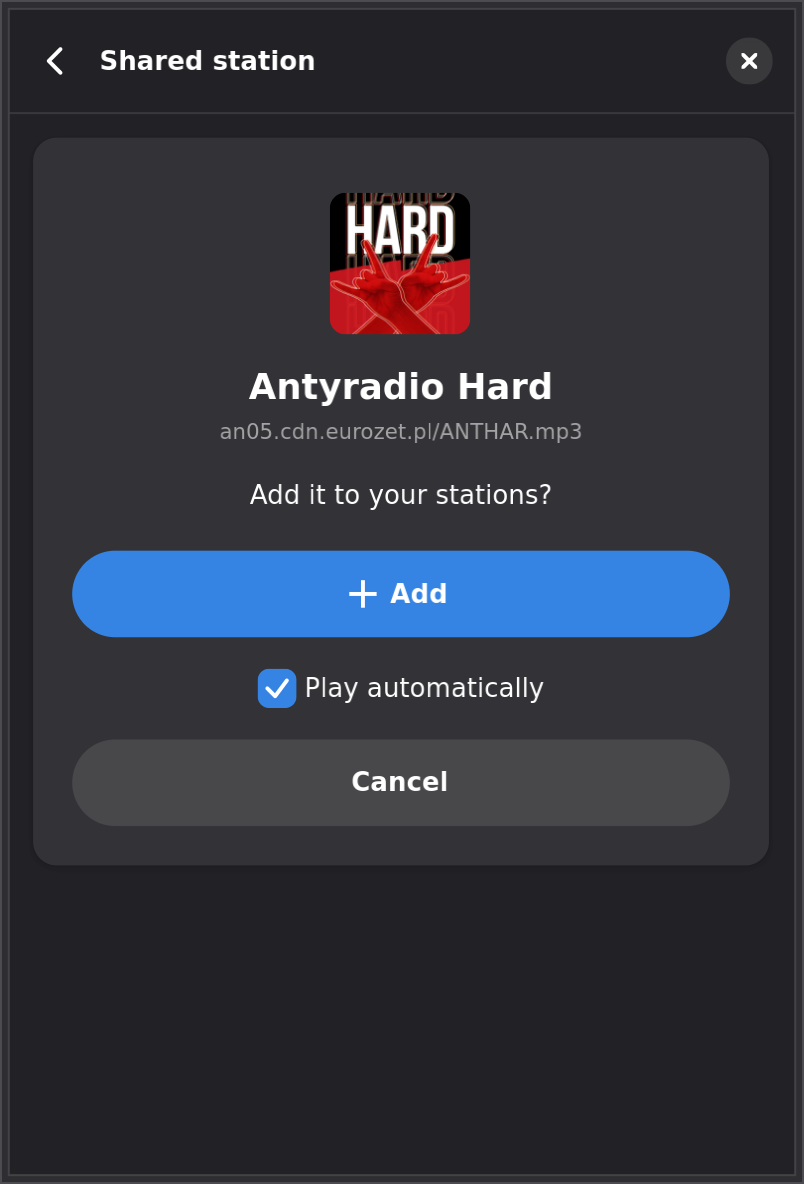 Shared station
HARD
Antyradio Hard
an05.cdn.eurozet.pl/ANTHAR.mp3
Add it to your stations?
Add
Play automatically
Cancel